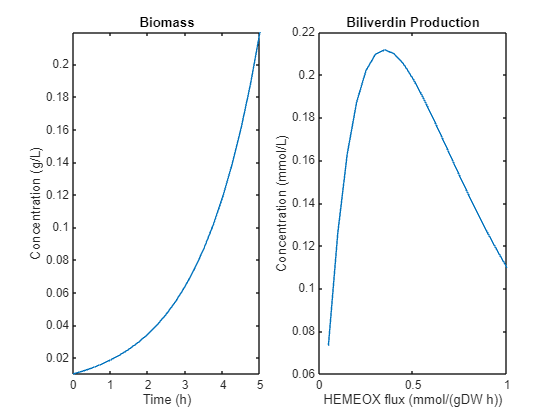 Biomass
Concentration (g/L)
0.2
0.18
0.16
0.14
0.12
0.1
0.08
0.06
0.04
0.02
0 1 2 3 4 5
Time (h)
Biliverdin Production
Concentration (mmol/L)
0.22
0.2
0.18
0.16
0.14
0.12
0.1
0.08
0.06
0 0.5 1
HEMEOX flux (mmol/(gDW h))